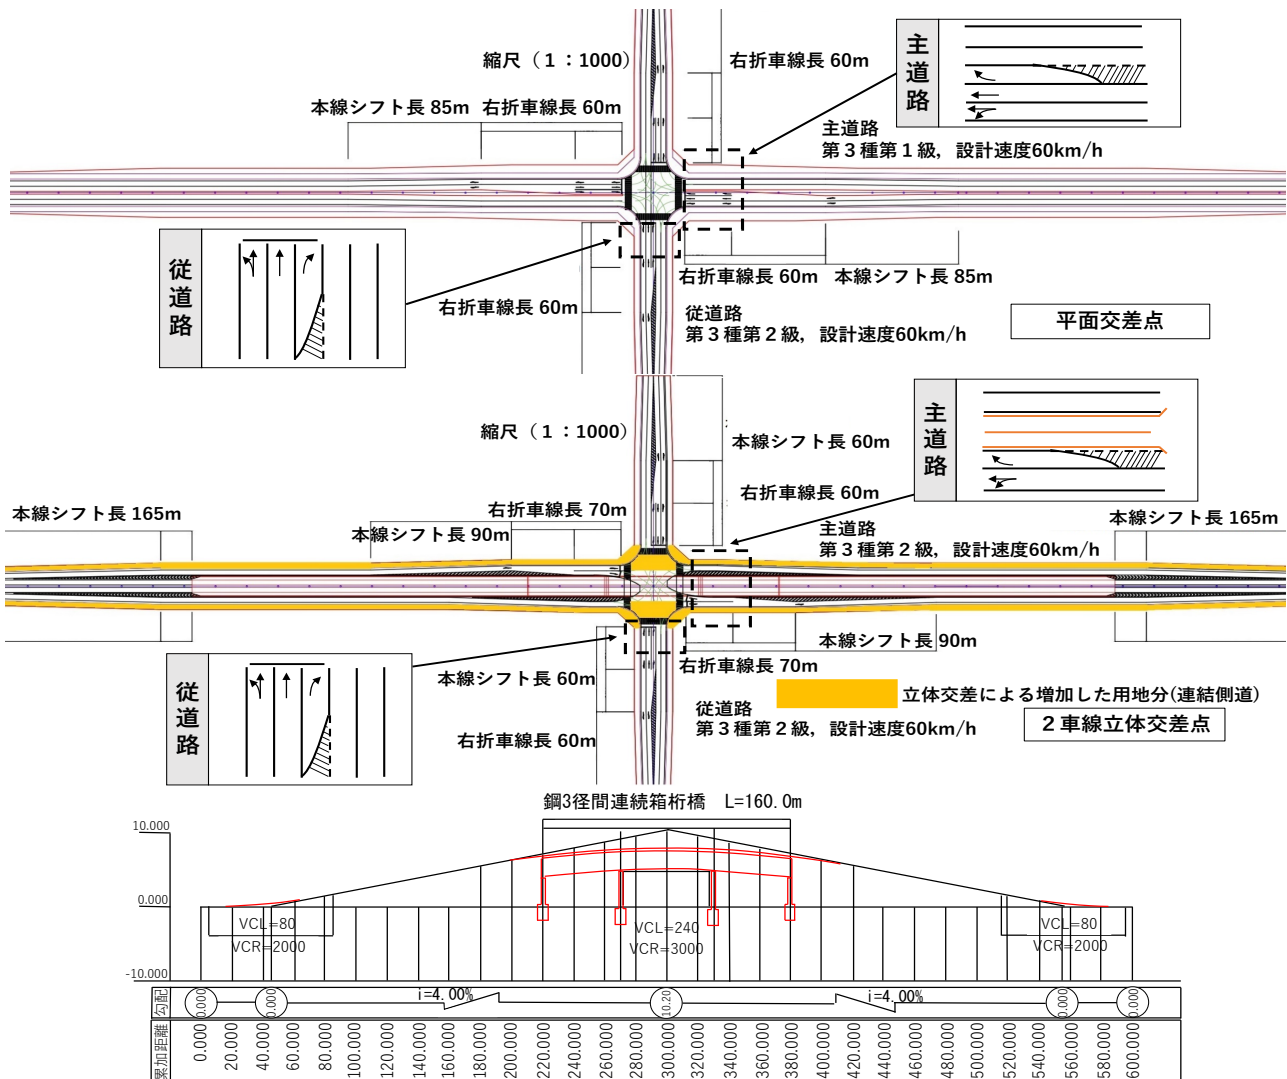 縮尺（１：1000）
右折車線長 60m
主道路
本線シフト長 85m
右折車線長 60m
主道路
第３種第１級，設計速度60km/h
従道路
右折車線長 60m
右折車線長 60m
本線シフト長 85m
従道路
第３種第２級，設計速度60km/h
平面交差点
縮尺（１：1000）
本線シフト長 60m
主道路
右折車線長 60m
本線シフト長 165m
右折車線長 70m
本線シフト長 90m
主道路
第３種第２級，設計速度60km/h
本線シフト長 165m
従道路
本線シフト長 60m
右折車線長 60m
本線シフト長 90m
右折車線長 70m
立体交差による増加した用地分(連結側道)
従道路
第３種第２級，設計速度60km/h
２車線立体交差点
鋼3径間連続箱桁橋　L=160.0m
10.000
0.000
-10.000
VCL=80
VCR=2000
VCL=240
VCR=3000
VCL=80
VCR=2000
勾配
0.000
0.000
i=4.00%
10.20
i=4.00%
0.000
0.000
累加距離
0.000
20.000
40.000
60.000
80.000
100.000
120.000
140.000
160.000
180.000
200.000
220.000
240.000
260.000
280.000
300.000
320.000
340.000
360.000
380.000
400.000
420.000
440.000
460.000
480.000
500.000
520.000
540.000
560.000
580.000
600.000